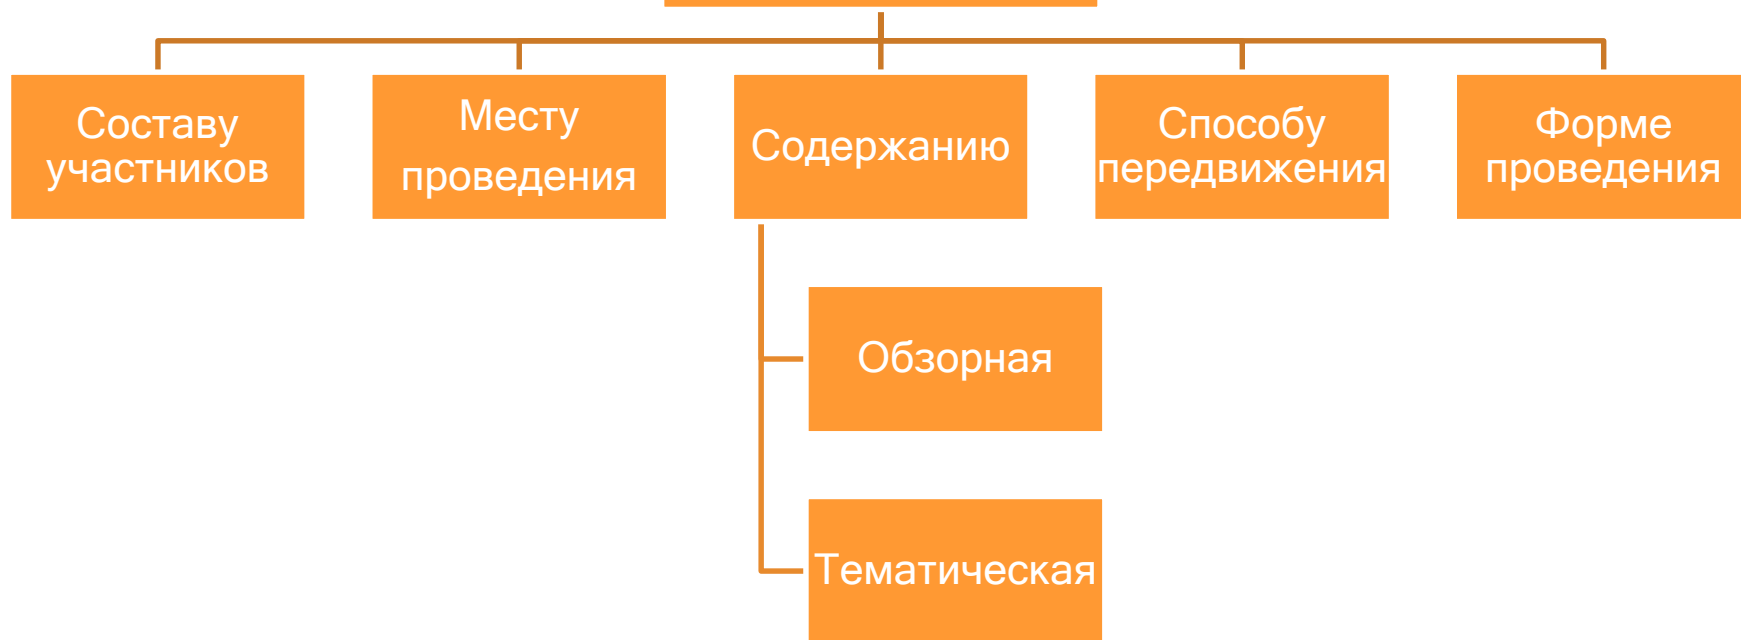 Составу
участников
Месту
проведения
Содержанию
Способу
передвижения
Форме
проведения
Обзорная
Тематическая